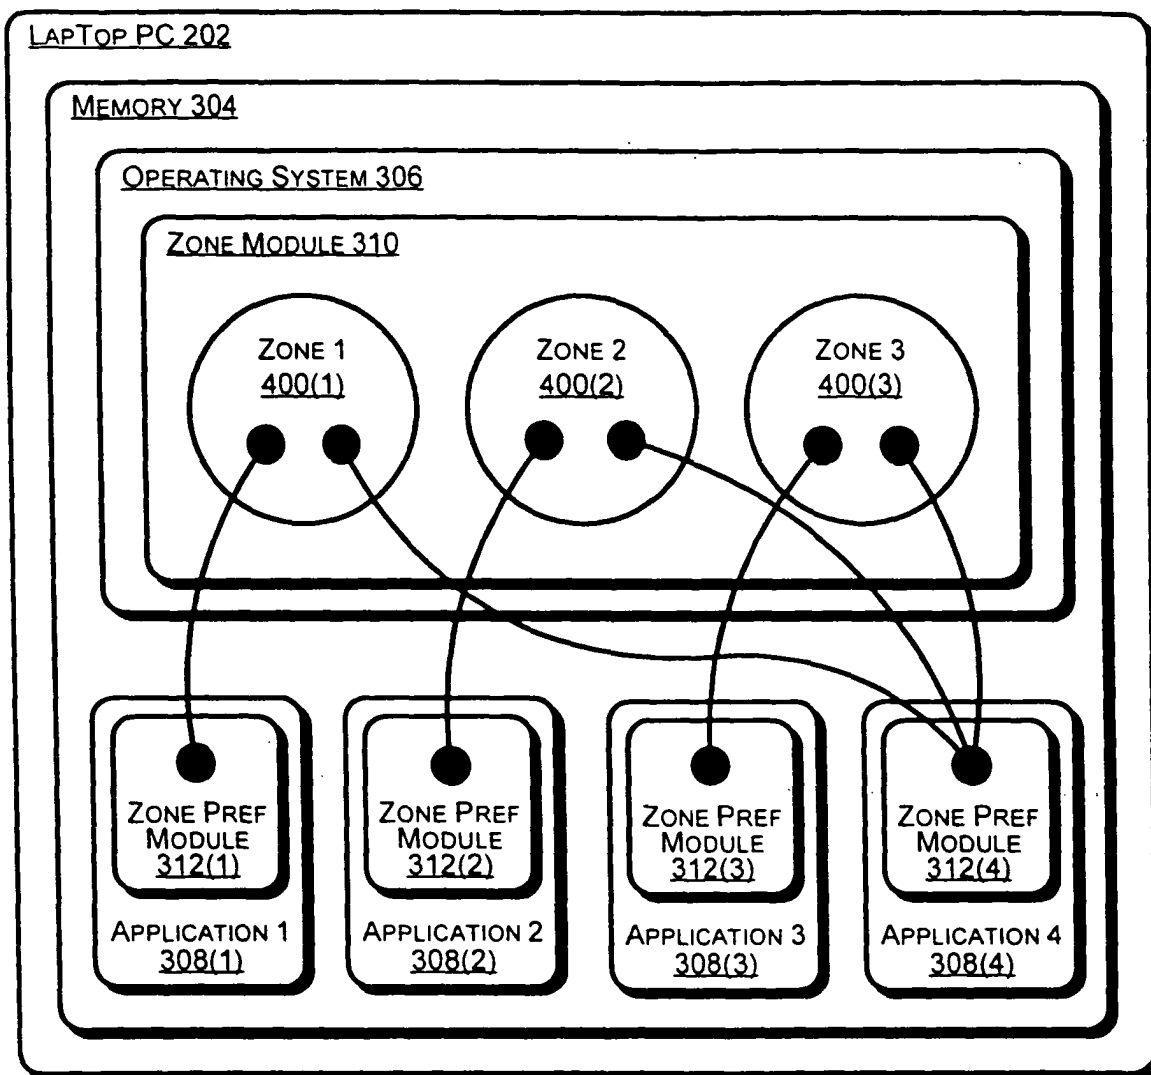 LAPTOP PC 202
MEMORY 304
OPERATING SYSTEM 306
ZONE MODULE 310
ZONE 1
400(1)
ZONE 2
400(2)
ZONE 3
400(3)
ZONE PREF
MODULE
312(1)
APPLICATION 1
308(1)
ZONE PREF
MODULE
312(2)
APPLICATION 2
308(2)
ZONE PREF
MODULE
312(3)
APPLICATION 3
308(3)
ZONE PREF
MODULE
312(4)
APPLICATION 4
308(4)